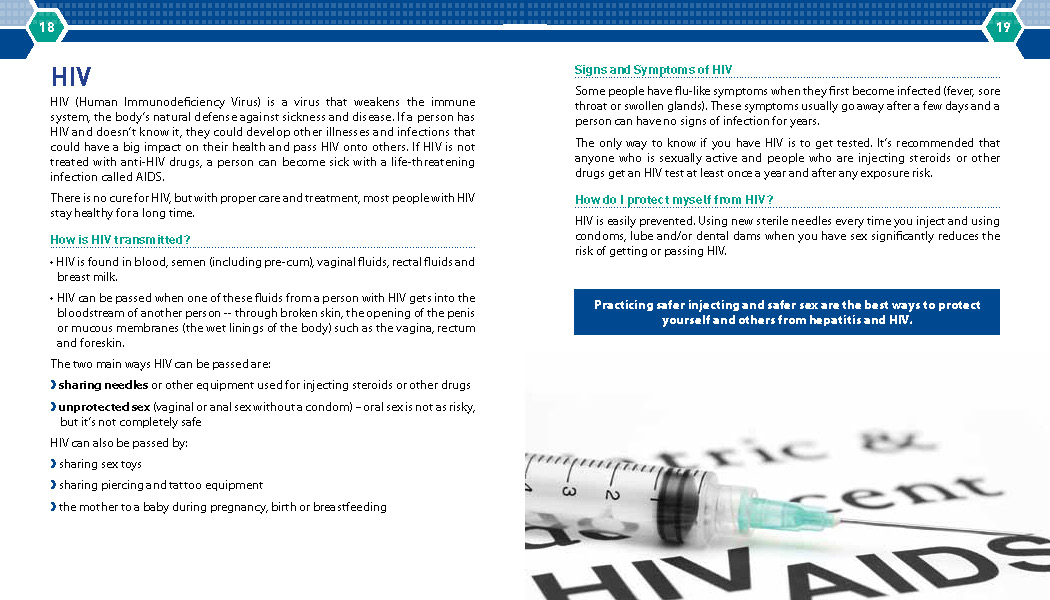 18
HIV
HIV (Human Immunodeficiency Virus) is a virus that weakens the immune
system, the body's natural defense against sickness and disease. If a person has
HIV and doesn't know it, they could develop other illnesses and infections that
could have a big impact on their health and pass HIV onto others. If HIV is not
treated with anti-HIV drugs, a person can become sick with a life-threatening
infection called AIDS.
There is no cure for HIV, but with proper care and treatment, most people with HIV
stay healthy for a long time.
How is HIV transmitted?
• HIV is found in blood, semen (including pre-cum), vaginal fluids, rectal fluids and
breast milk.
• HIV can be passed when one of these fluids from a person with HIV gets into the
bloodstream of another person -- through broken skin, the opening of the penis
or mucous membranes (the wet linings of the body) such as the vagina, rectum
and foreskin.
The two main ways HIV can be passed are:
❯ sharing needles or other equipment used for injecting steroids or other drugs
❯ unprotected sex (vaginal or anal sex without a condom) – oral sex is not as risky,
but it's not completely safe
HIV can also be passed by:
❯ sharing sex toys
❯ sharing piercing and tattoo equipment
❯ the mother to a baby during pregnancy, birth or breastfeeding
19
Signs and Symptoms of HIV
Some people have flu-like symptoms when they first become infected (fever, sore
throat or swollen glands). These symptoms usually go away after a few days and a
person can have no signs of infection for years.
The only way to know if you have HIV is to get tested. It's recommended that
anyone who is sexually active and people who are injecting steroids or other
drugs get an HIV test at least once a year and after any exposure risk.
How do I protect myself from HIV?
HIV is easily prevented. Using new sterile needles every time you inject and using
condoms, lube and/or dental dams when you have sex significantly reduces the
risk of getting or passing HIV.
Practicing safer injecting and safer sex are the best ways to protect
yourself and others from hepatitis and HIV.
3 2 1
HIV AIDS